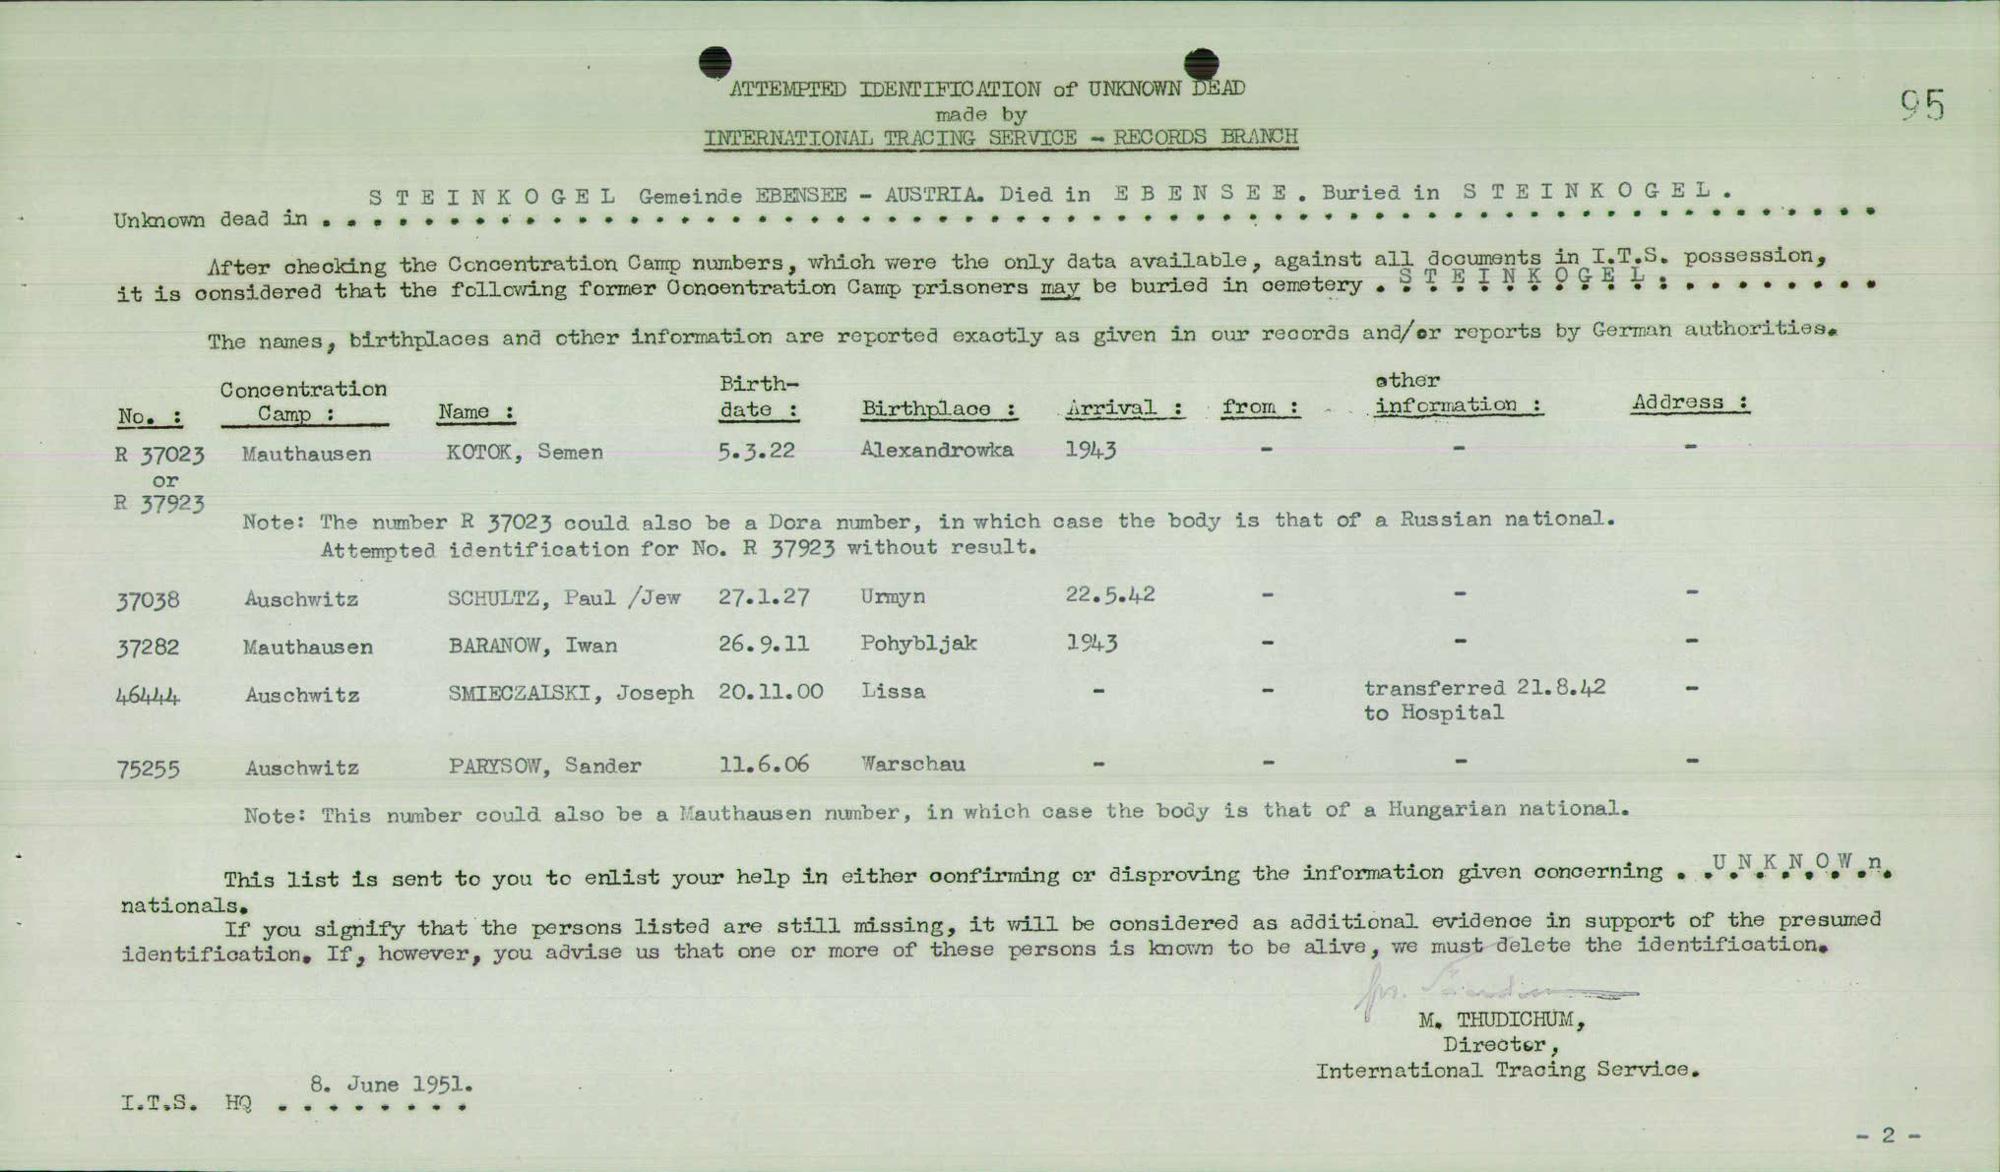 ATTEMPTED IDENTIFICATION of UNKNOWN DEAD
95
made by
INTERNATIONAL TRACING SERVICE - RECORDS BRANCH
S T E I N K O G E L Gemeinde EBENSEE - AUSTRIA. Died in E B E N S E E . Buried in S T E I N K O G E L .
Unknown dead in . . . . . . . . . . . . . . . . . . . . . . . . . . . . . . . . . . . . . . . . . . . . . . . . . . . . . . . . . . . . .
After checking the Concentration Camp numbers, which were the only data available, against all documents in I.T.S. possession,
it is considered that the following former Concentration Camp prisoners may be buried in cemetery . S T E I N K O G E L . . . . . . . . .
The names, birthplaces and other information are reported exactly as given in our records and/or reports by German authorities.
No. : Concentration Camp : Name : Birth- date : Birthplace : Arrival : from : other information : Address :
R 37023 Mauthausen KOTOK, Semen 5.3.22 Alexandrowka 1943 - - -
or
R 37923
Note: The number R 37023 could also be a Dora number, in which case the body is that of a Russian national.
Attempted identification for No. R 37923 without result.
37038 Auschwitz SCHULTZ, Paul /Jew 27.1.27 Urmyn 22.5.42 - - -
37282 Mauthausen BARANOW, Iwan 26.9.11 Pohybljak 1943 - - -
46444 Auschwitz SMIECZALSKI, Joseph 20.11.00 Lissa - - transferred 21.8.42 -
to Hospital
75255 Auschwitz PARYSOW, Sander 11.6.06 Warschau - - - -
Note: This number could also be a Mauthausen number, in which case the body is that of a Hungarian national.
This list is sent to you to enlist your help in either confirming or disproving the information given concerning . U N K N O W n.
nationals.
If you signify that the persons listed are still missing, it will be considered as additional evidence in support of the presumed
identification. If, however, you advise us that one or more of these persons is known to be alive, we must delete the identification.
M. THUDICHUM,
Director,
International Tracing Service.
8. June 1951.
I.T.S. HQ . . . . . . . .
- 2 -